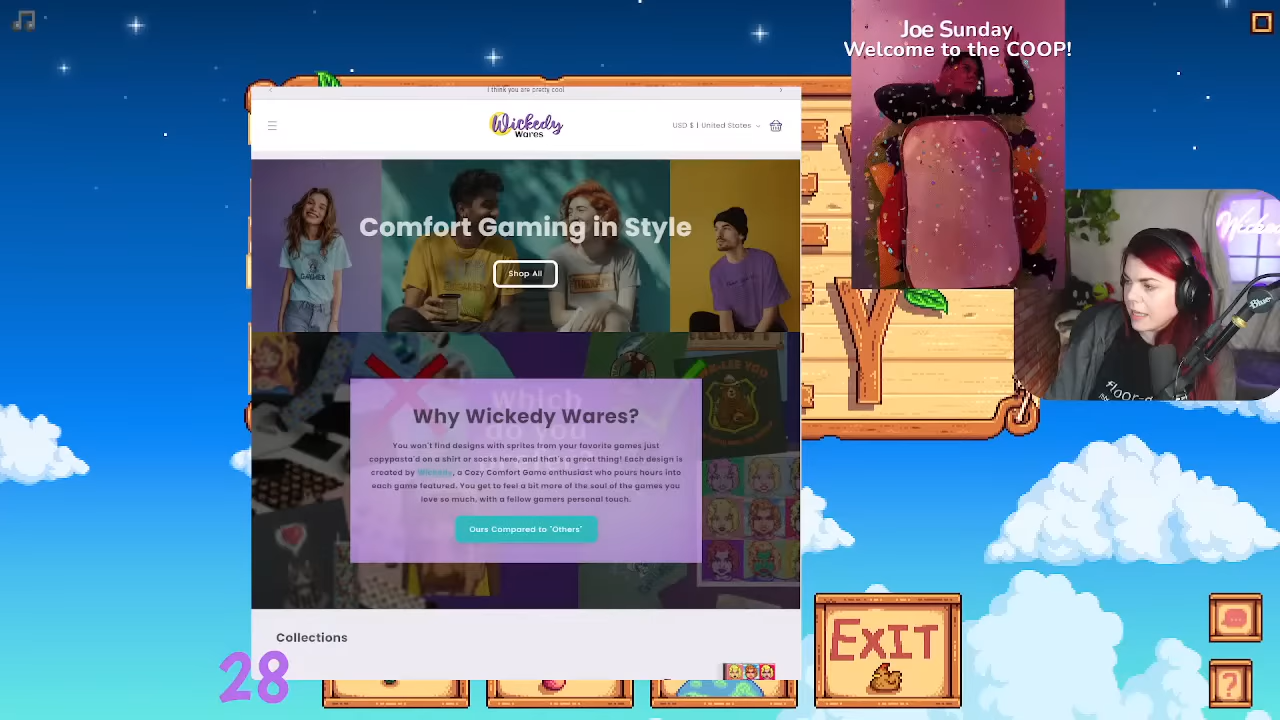 Joe Sunday
Welcome to the COOP!
I think you are pretty cool
Wickedy
Wares
USD $ | United States
Comfort Gaming in Style
Shop All
Why Wickedy Wares?
You won't find designs with sprites from your favorite games just
copypasta'd on a shirt or socks here, and that's a great thing! Each design is
created by Wickedy, a Cozy Comfort Game enthusiast who pours hours into
each game featured. You get to feel a bit more of the soul of the games you
love so much, with a fellow gamers personal touch.
Ours Compared to "Others"
Collections
28
EXIT
?